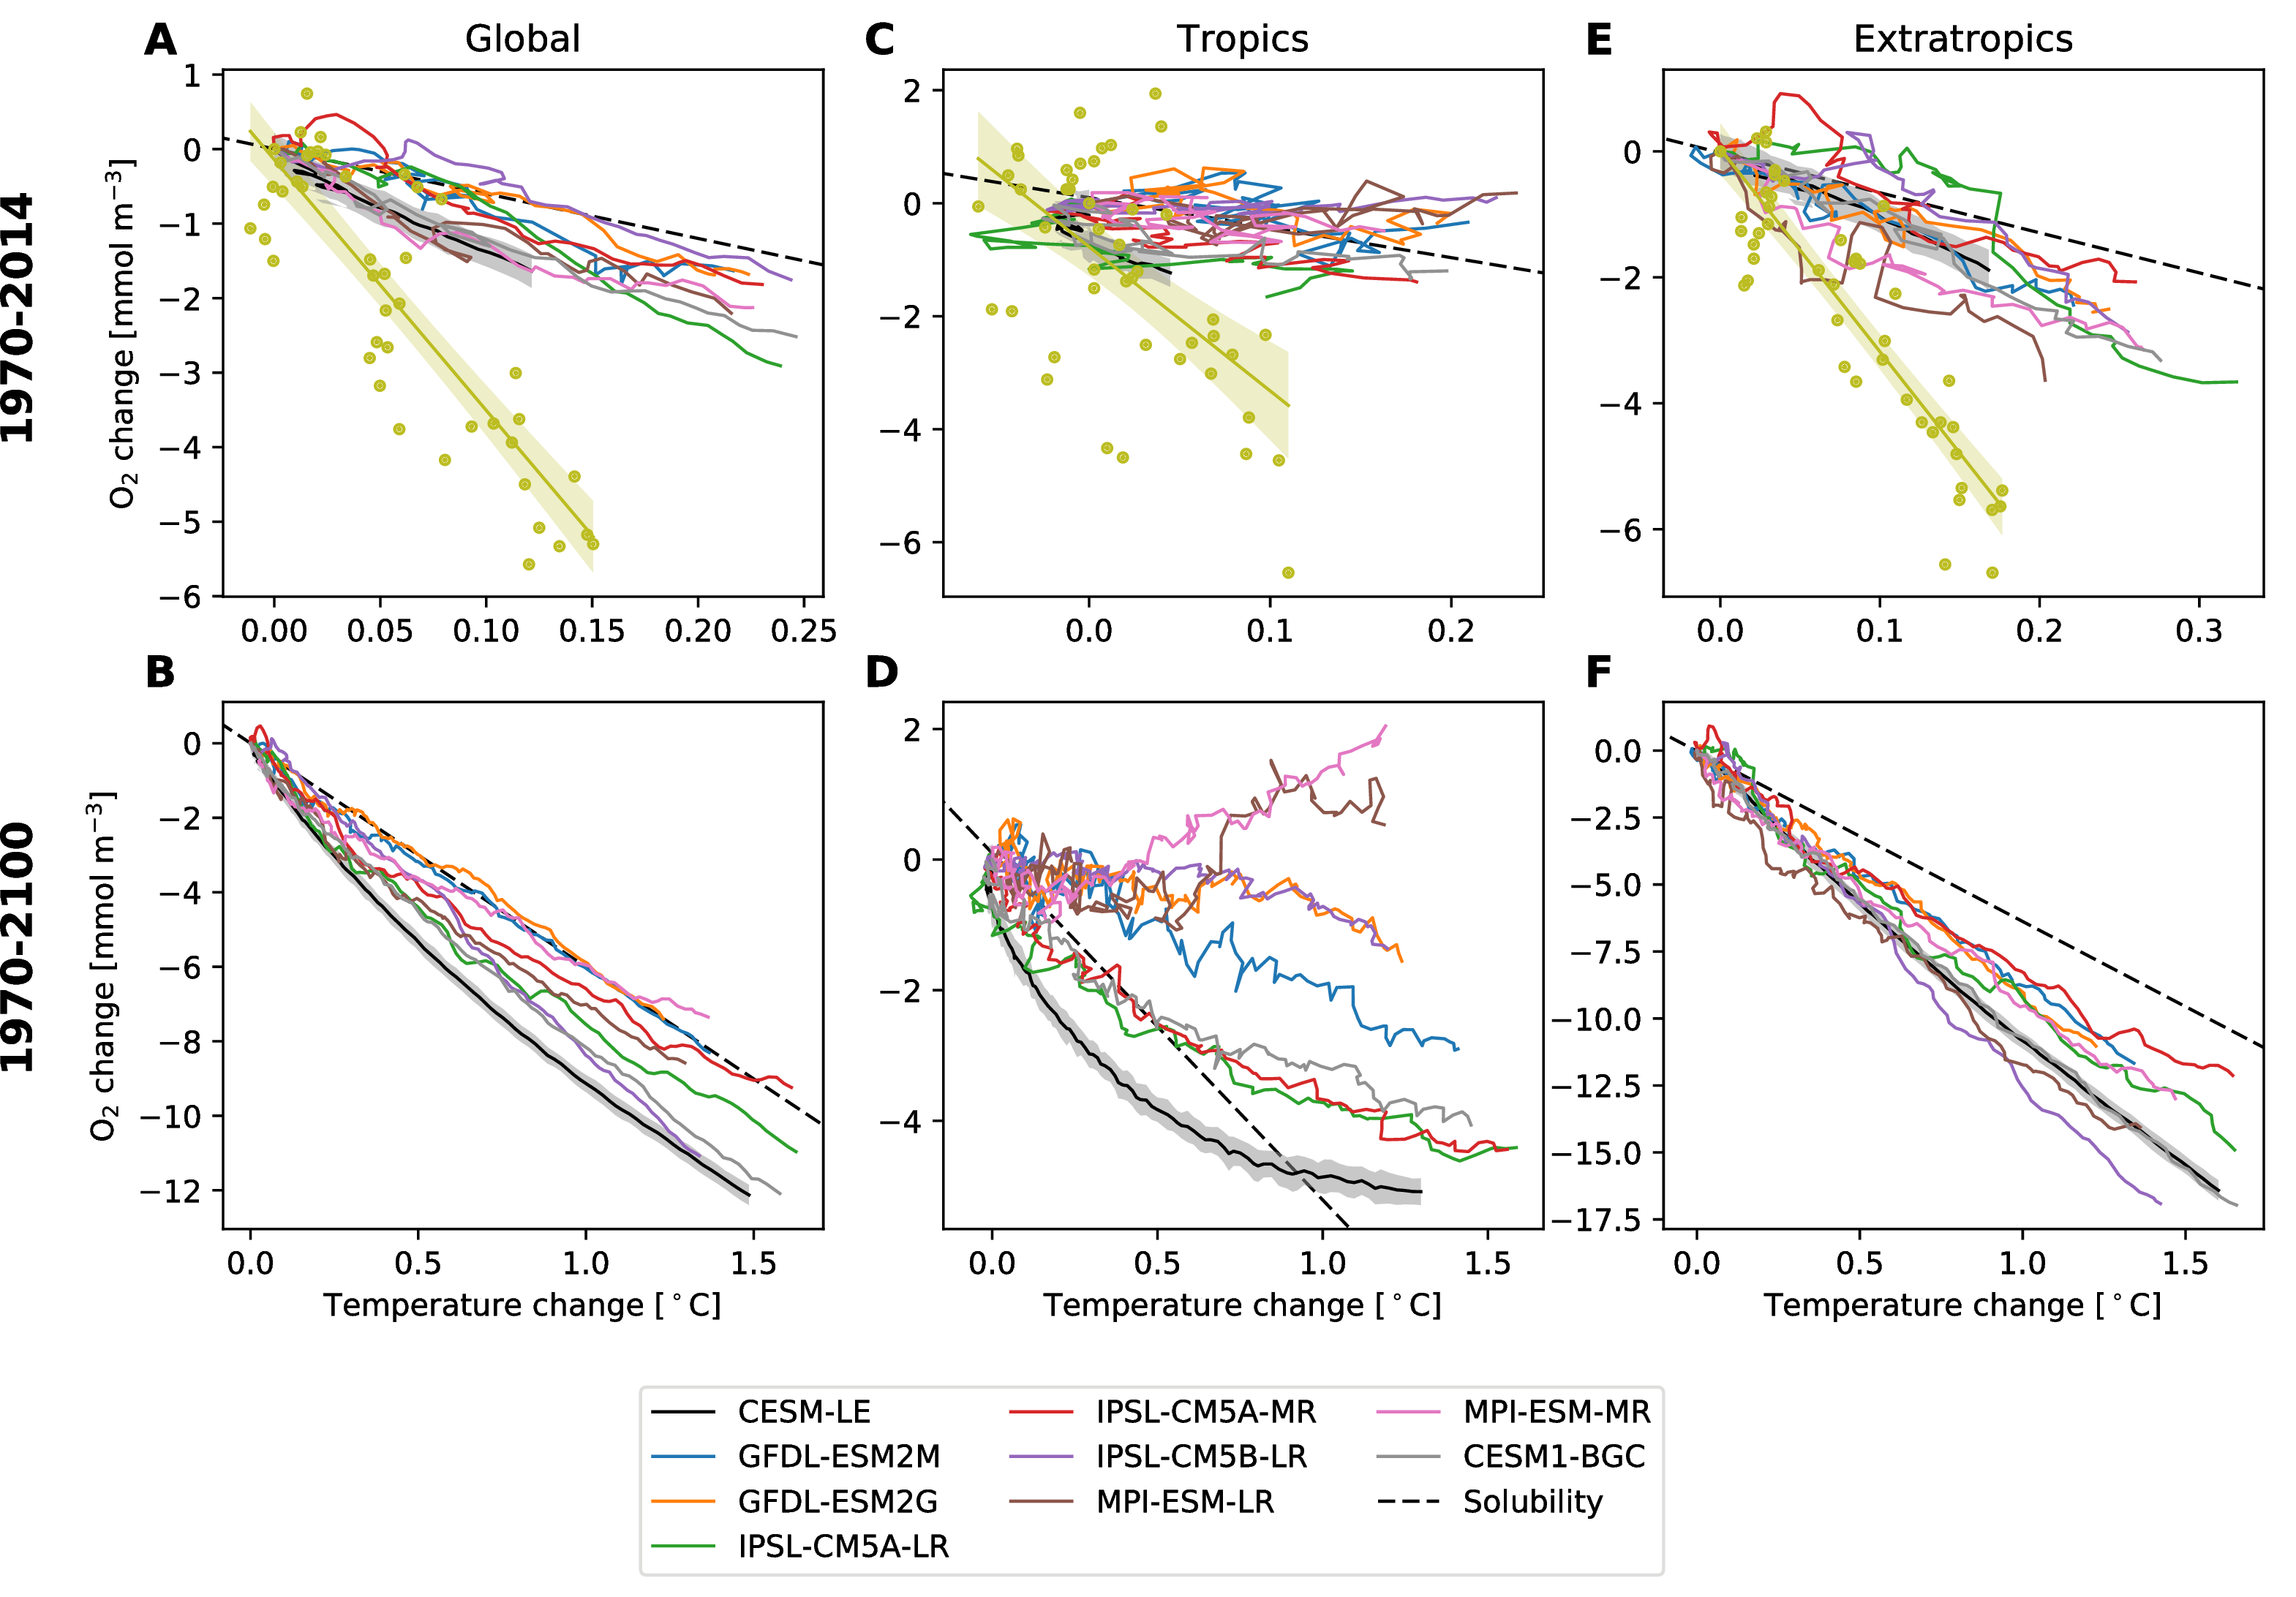 A Global
C Tropics
E Extratropics
1970-2014
O₂ change [mmol m⁻³]
1
0
−1
−2
−3
−4
−5
−6
0.00 0.05 0.10 0.15 0.20 0.25
2
0
−2
−4
−6
0.0 0.1 0.2
0
−2
−4
−6
0.0 0.1 0.2 0.3
B
D
F
1970-2100
O₂ change [mmol m⁻³]
0
−2
−4
−6
−8
−10
−12
0.0 0.5 1.0 1.5
Temperature change [°C]
2
0
−2
−4
0.0 0.5 1.0 1.5
Temperature change [°C]
0.0
−2.5
−5.0
−7.5
−10.0
−12.5
−15.0
−17.5
0.0 0.5 1.0 1.5
Temperature change [°C]
CESM-LE
GFDL-ESM2M
GFDL-ESM2G
IPSL-CM5A-LR
IPSL-CM5A-MR
IPSL-CM5B-LR
MPI-ESM-LR
MPI-ESM-MR
CESM1-BGC
Solubility